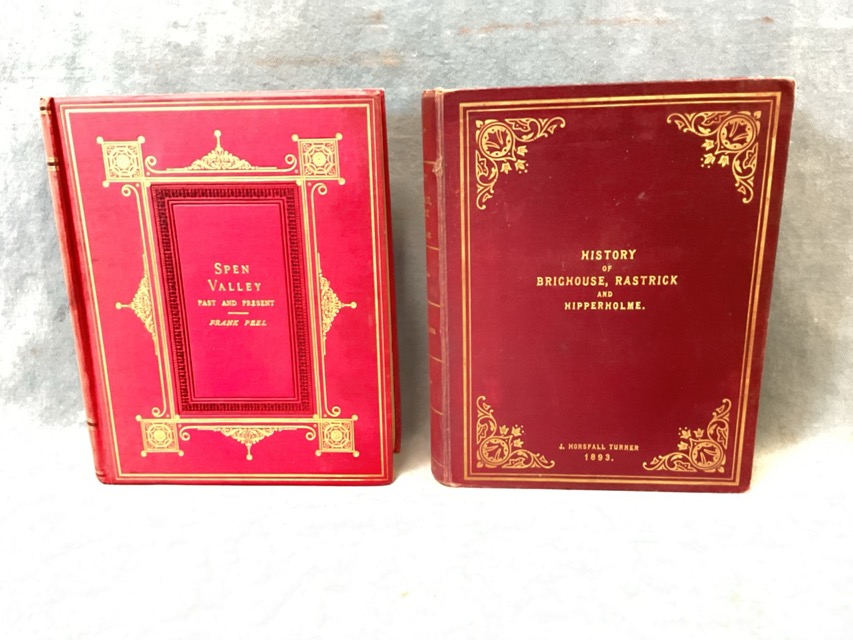 SPEN
VALLEY
PAST AND PRESENT
FRANK PEEL
HISTORY
OF
BRIGHOUSE, RASTRICK
AND
HIPPERHOLME.
J. HORSFALL TURNER
1893.